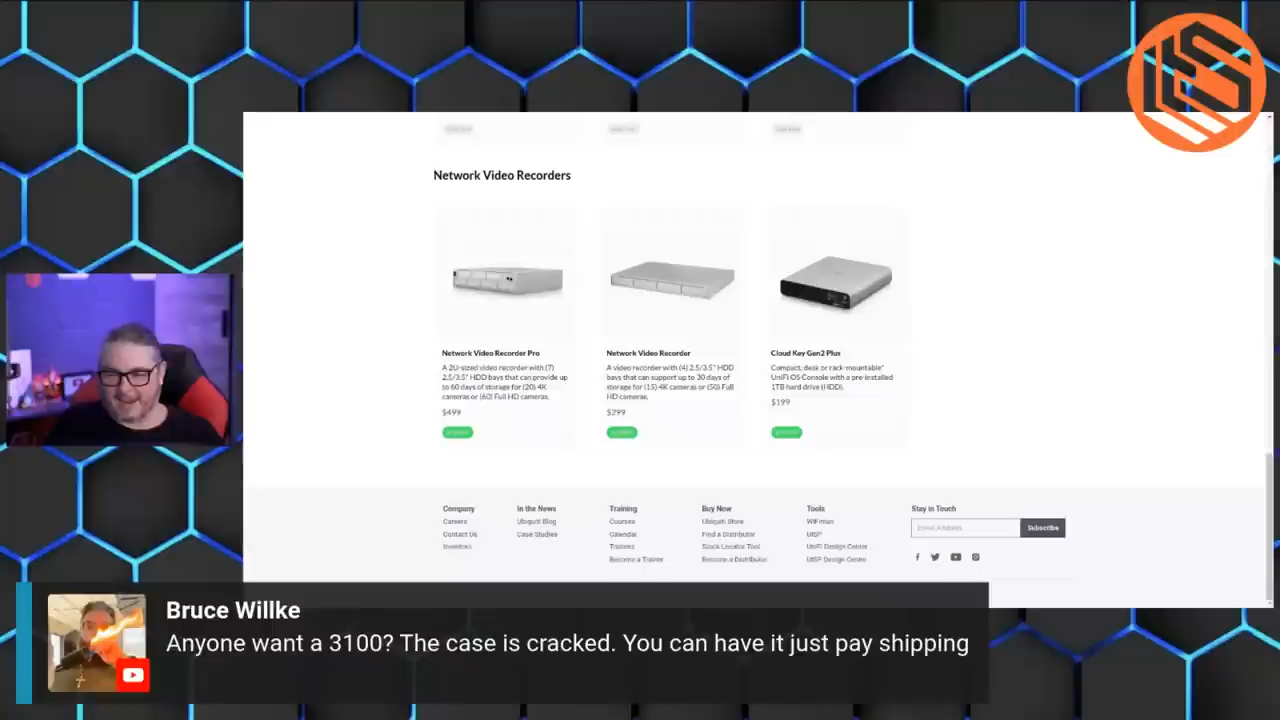 Network Video Recorders
Network Video Recorder Pro
A 2U-sized video recorder with (7)
2.5/3.5" HDD bays that can provide up
to 60 days of storage for (20) 4K
cameras or (60) Full HD cameras.
$499
Network Video Recorder
A video recorder with (4) 2.5/3.5" HDD
bays that can support up to 30 days of
storage for (15) 4K cameras or (50) Full
HD cameras.
$299
Cloud Key Gen2 Plus
Compact, desk or rack-mountable*
UniFi OS Console with a pre-installed
1TB hard drive (HDD).
$199
Company
Careers
Contact Us
Investors
In the News
Ubiquiti Blog
Case Studies
Training
Courses
Calendar
Trainers
Become a Trainer
Buy Now
Ubiquiti Store
Find a Distributor
Stock Locator Tool
Become a Distributor
Tools
WiFiman
UISP
UniFi Design Center
UISP Design Center
Stay in Touch
Email Address
Subscribe
Bruce Willke
Anyone want a 3100? The case is cracked. You can have it just pay shipping